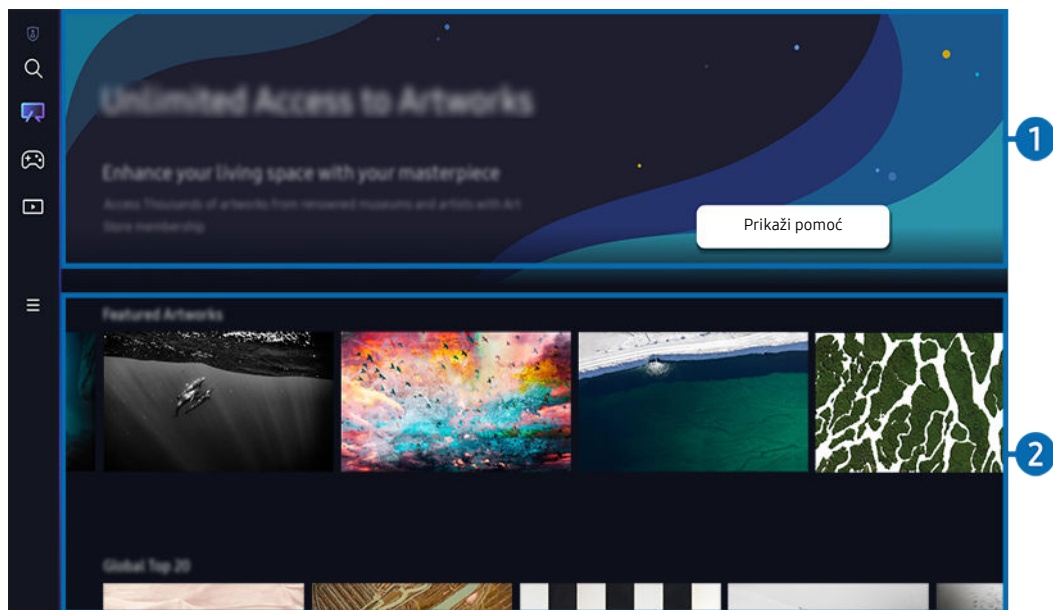 Unlimited Access to Artworks
Enhance your living space with your masterpiece
Access Thousands of artworks from renowned museums and artists with Art
Store membership
Prikaži pomoć
1
Featured Artworks
2
Global Top 20